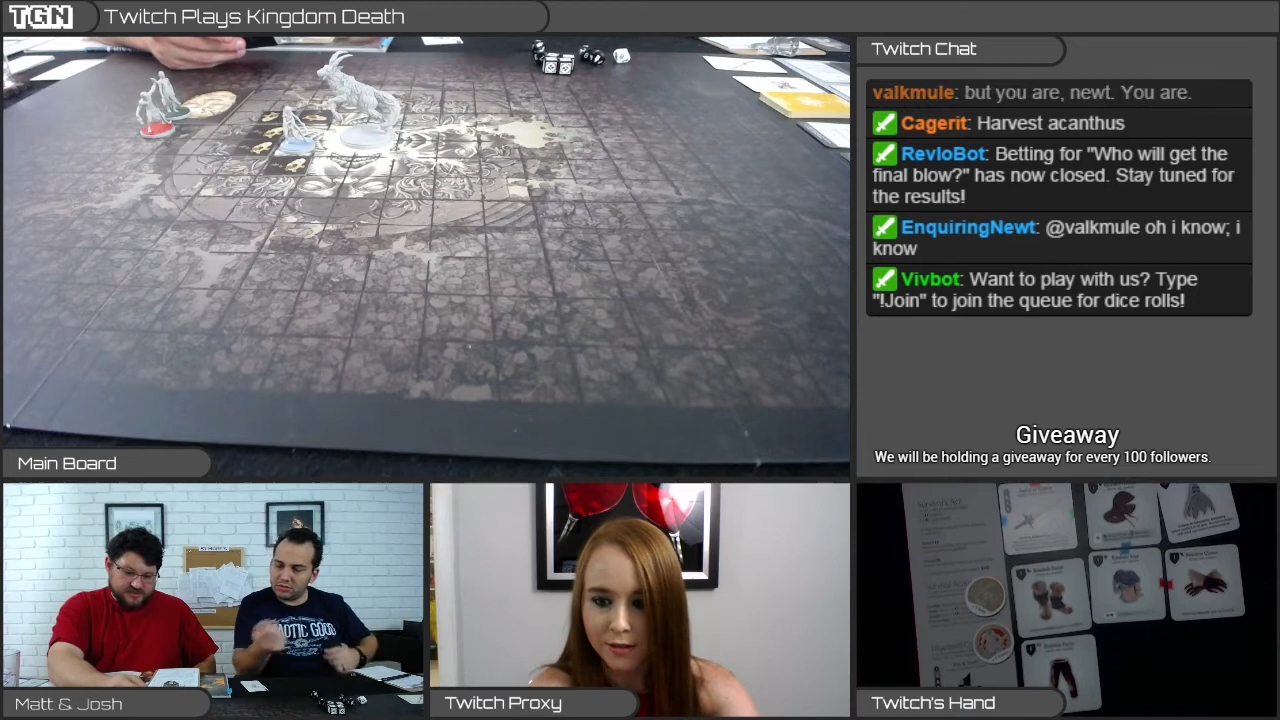 TGN Twitch Plays Kingdom Death
Twitch Chat
valkmule: but you are, newt. You are.
Cagerit: Harvest acanthus
RevloBot: Betting for "Who will get the
final blow?" has now closed. Stay tuned for
the results!
EnquiringNewt: @valkmule oh i know; i
know
Vivbot: Want to play with us? Type
"!Join" to join the queue for dice rolls!
Giveaway
We will be holding a giveaway for every 100 followers.
Main Board
GOOD
Matt & Josh
Twitch Proxy
Twitch's Hand